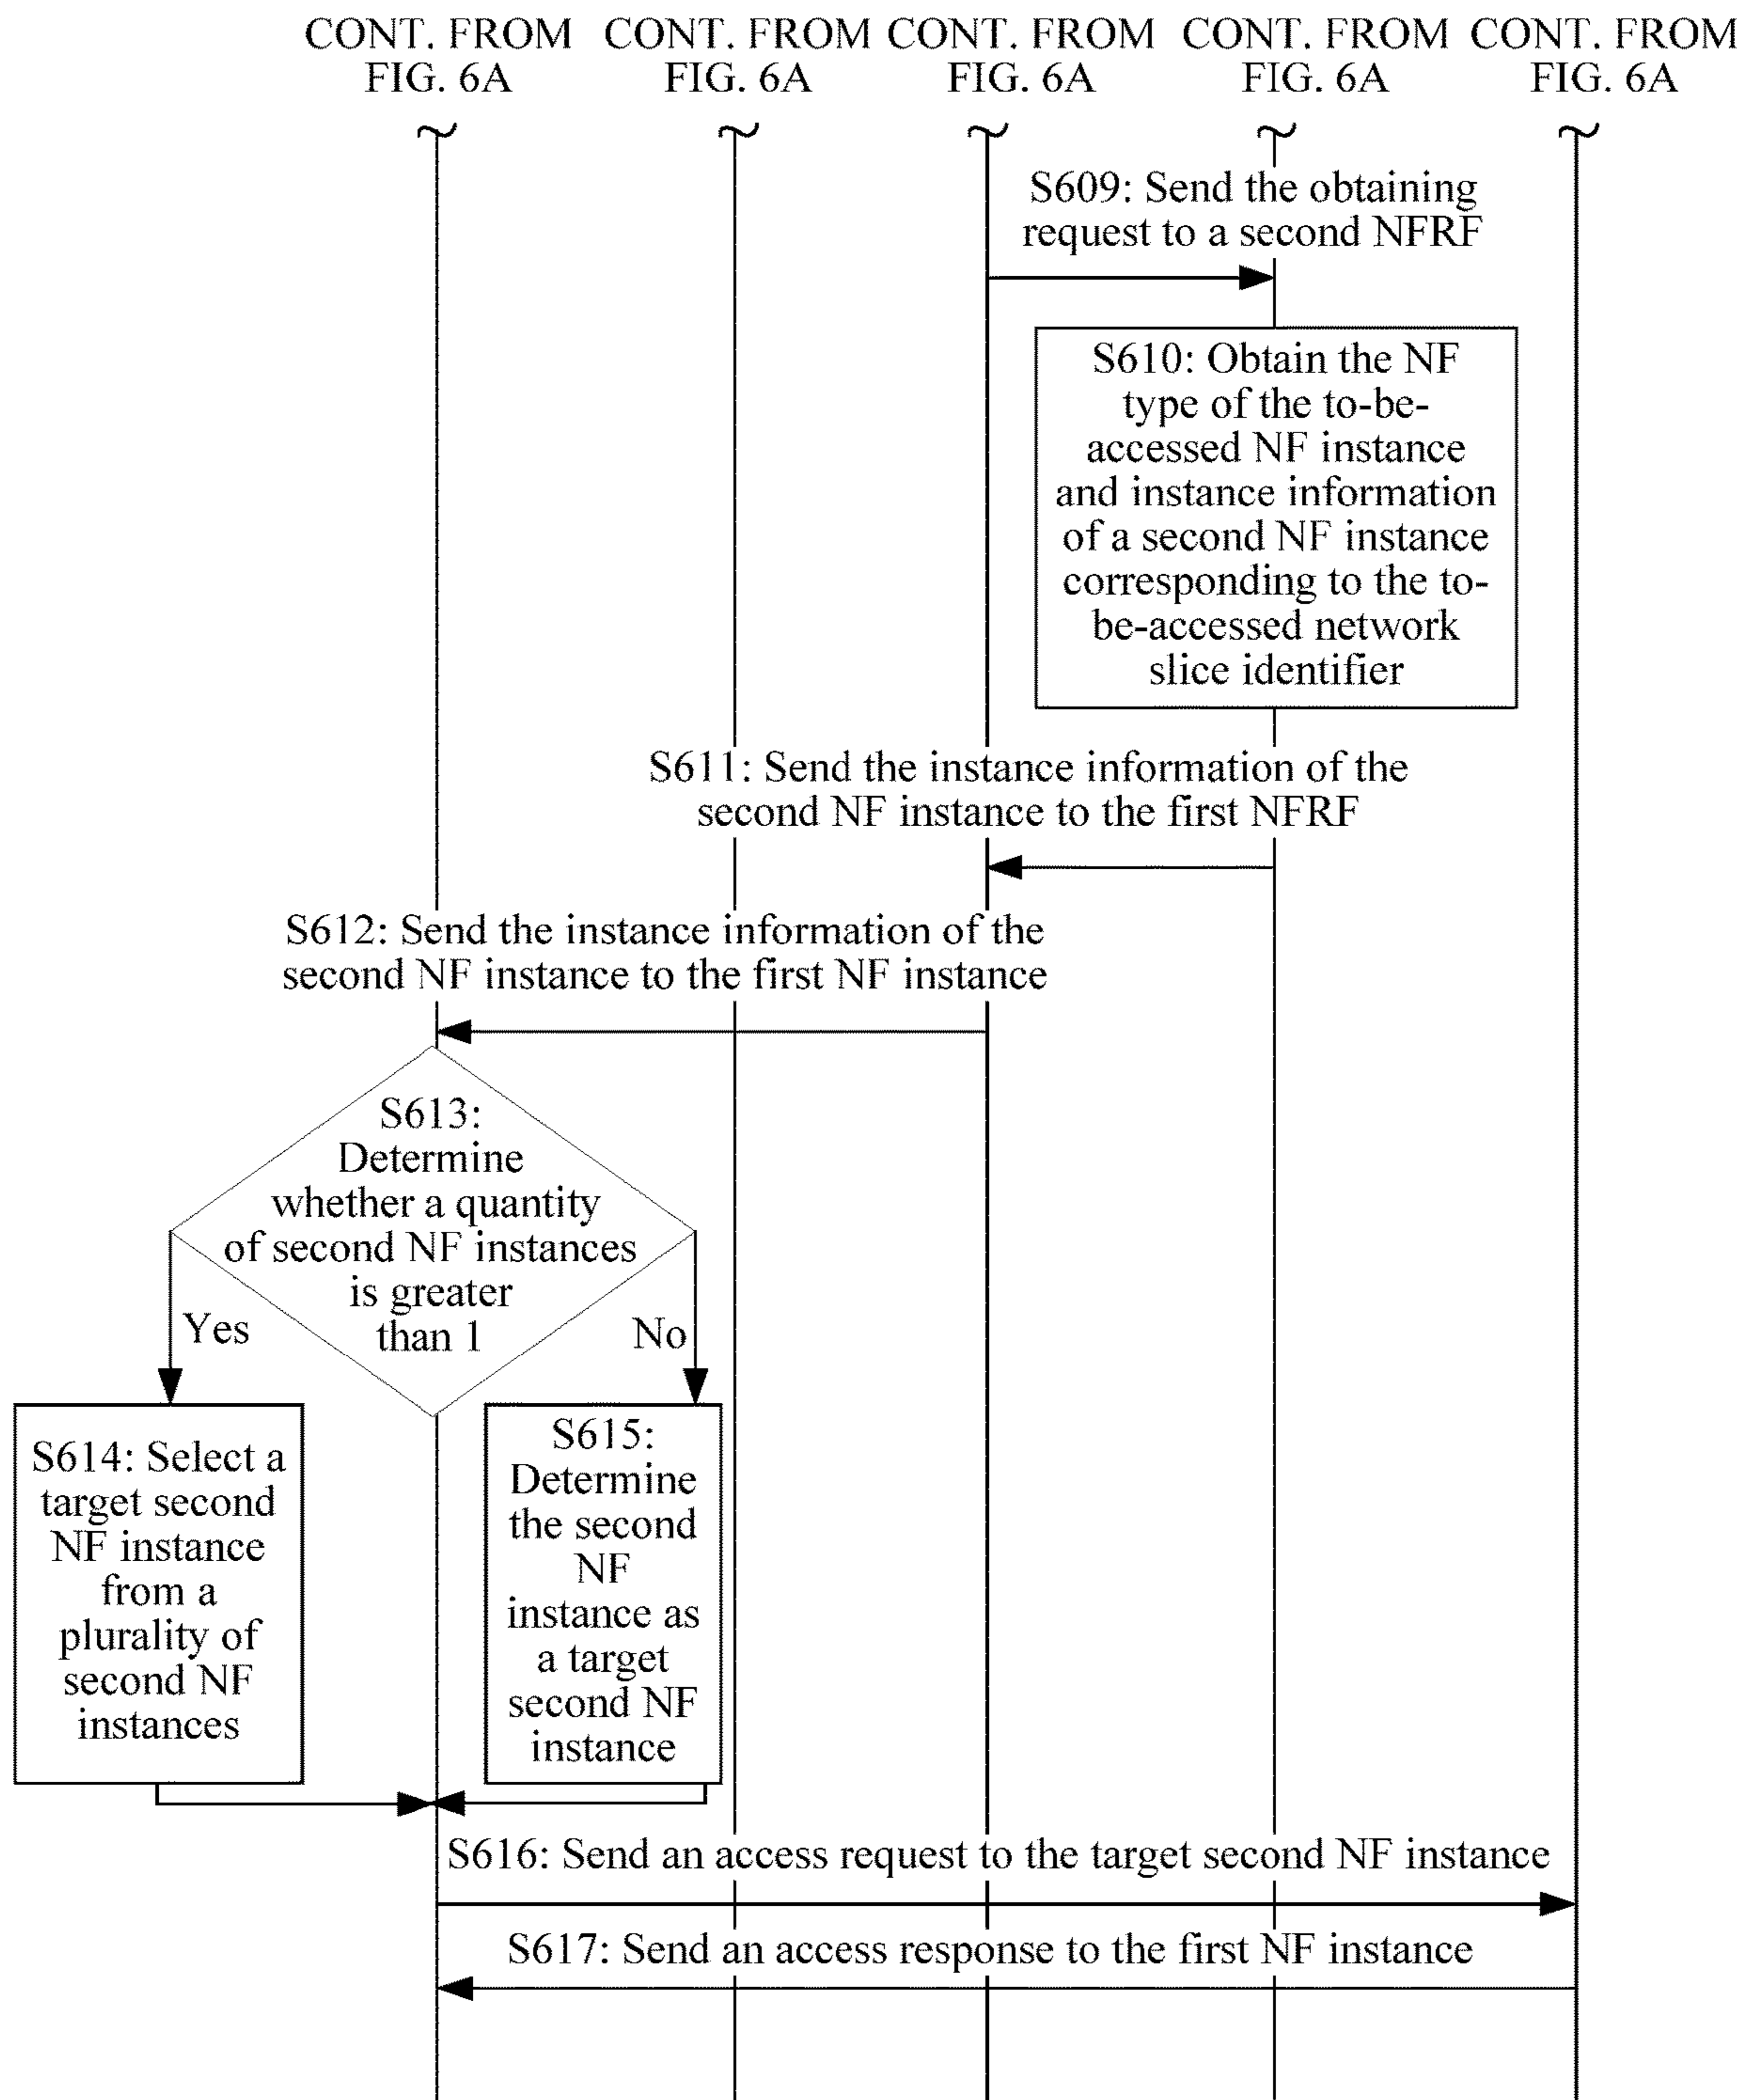 CONT. FROM CONT. FROM CONT. FROM CONT. FROM CONT. FROM
FIG. 6A FIG. 6A FIG. 6A FIG. 6A FIG. 6A
S609: Send the obtaining
request to a second NFRF
S610: Obtain the NF
type of the to-be-
accessed NF instance
and instance information
of a second NF instance
corresponding to the to-
be-accessed network
slice identifier
S611: Send the instance information of the
second NF instance to the first NFRF
S612: Send the instance information of the
second NF instance to the first NF instance
S613:
Determine
whether a quantity
of second NF instances
is greater
than 1
Yes
No
S614: Select a
target second
NF instance
from a
plurality of
second NF
instances
S615:
Determine
the second
NF
instance as
a target
second NF
instance
S616: Send an access request to the target second NF instance
S617: Send an access response to the first NF instance